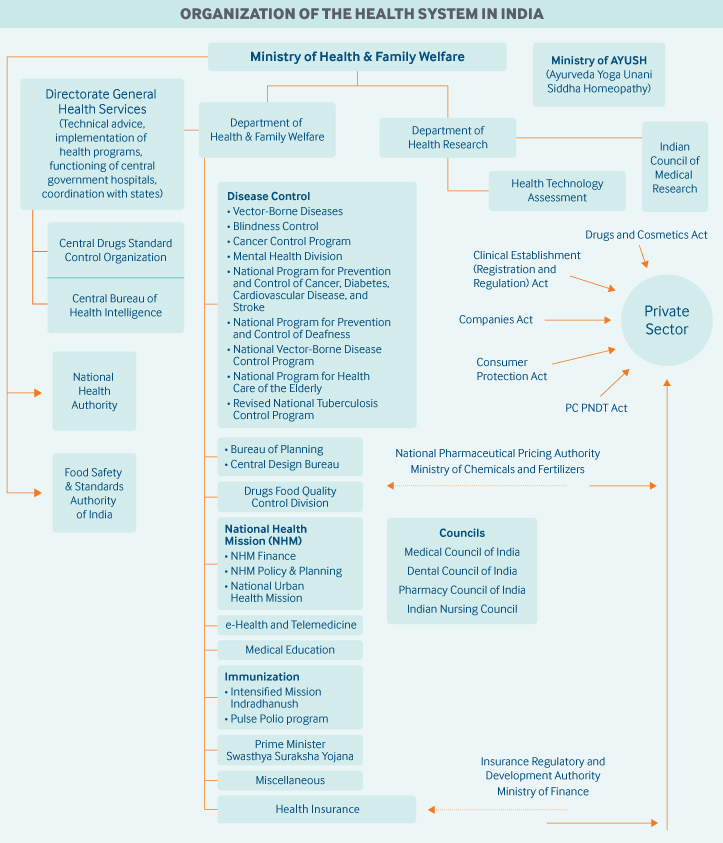 ORGANIZATION OF THE HEALTH SYSTEM IN INDIA
Ministry of Health & Family Welfare
Ministry of AYUSH
(Ayurveda Yoga Unani
Siddha Homeopathy)
Directorate General
Health Services
(Technical advice,
implementation of
health programs,
functioning of central
government hospitals,
coordination with states)
Department of
Health & Family Welfare
Department of
Health Research
Indian
Council of
Medical
Research
Health Technology
Assessment
Central Drugs Standard
Control Organization
Central Bureau of
Health Intelligence
National
Health
Authority
Food Safety
& Standards
Authority
of India
Disease Control
• Vector-Borne Diseases
• Blindness Control
• Cancer Control Program
• Mental Health Division
• National Program for Prevention
and Control of Cancer, Diabetes,
Cardiovascular Disease, and
Stroke
• National Program for Prevention
and Control of Deafness
• National Vector-Borne Disease
Control Program
• National Program for Health
Care of the Elderly
• Revised National Tuberculosis
Control Program
• Bureau of Planning
• Central Design Bureau
Drugs Food Quality
Control Division
National Health
Mission (NHM)
• NHM Finance
• NHM Policy & Planning
• National Urban
Health Mission
e-Health and Telemedicine
Medical Education
Immunization
• Intensified Mission
Indradhanush
• Pulse Polio program
Prime Minister
Swasthya Suraksha Yojana
Miscellaneous
Health Insurance
Drugs and Cosmetics Act
Clinical Establishment
(Registration and
Regulation) Act
Companies Act
Consumer
Protection Act
PC PNDT Act
Private
Sector
National Pharmaceutical Pricing Authority
Ministry of Chemicals and Fertilizers
Councils
Medical Council of India
Dental Council of India
Pharmacy Council of India
Indian Nursing Council
Insurance Regulatory and
Development Authority
Ministry of Finance